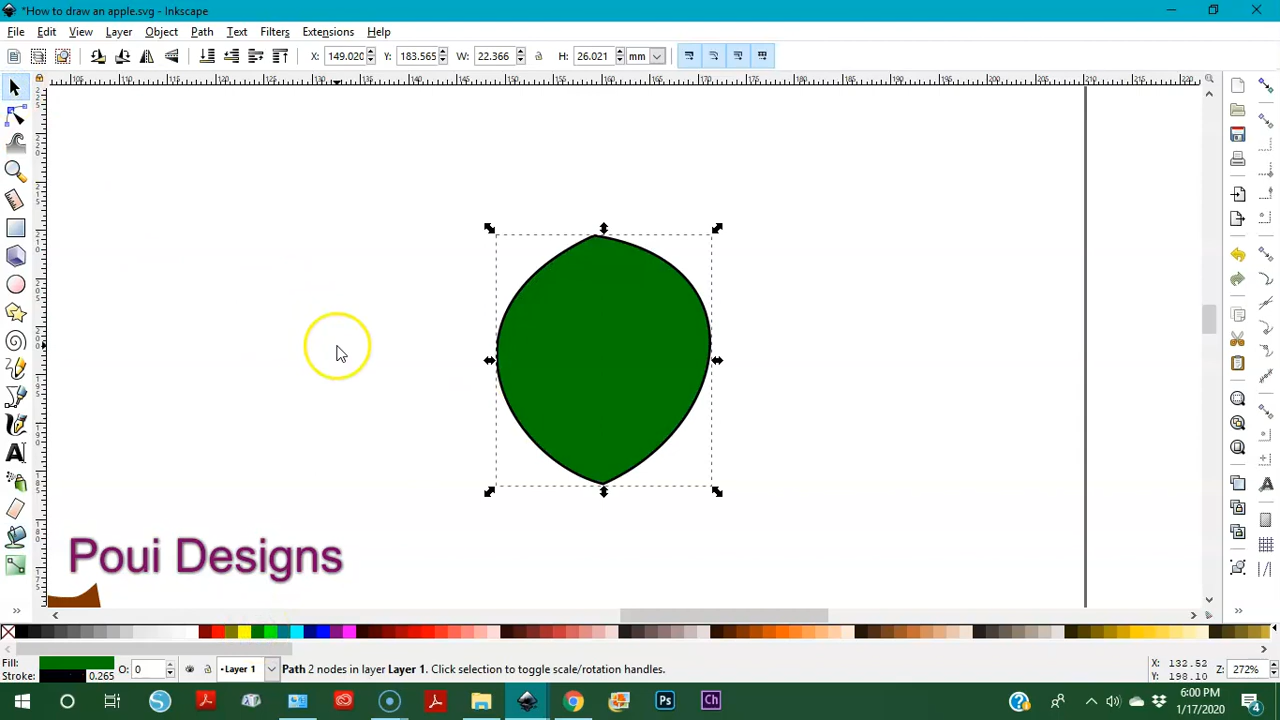 *How to draw an apple.svg - Inkscape
File Edit View Layer Object Path Text Filters Extensions Help
X: 149.020 Y: 183.565 W: 22.366 H: 26.021 mm
Poui Designs
Fill: O: 0 •Layer 1 Path 2 nodes in layer Layer 1. Click selection to toggle scale/rotation handles. X: 132.52 Z: 272%
Stroke: 0.265 Y: 198.10
Ps Ch
6:00 PM
1/17/2020
4